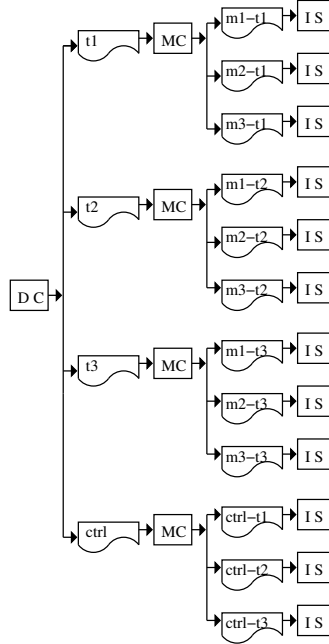 m1−t1 I S
t1 MC
m2−t1 I S
m3−t1 I S
m1−t2 I S
t2 MC
m2−t2 I S
m3−t2 I S
D C
m1−t3 I S
t3 MC
m2−t3 I S
m3−t3 I S
ctrl−t1 I S
ctrl MC
ctrl−t2 I S
ctrl−t3 I S